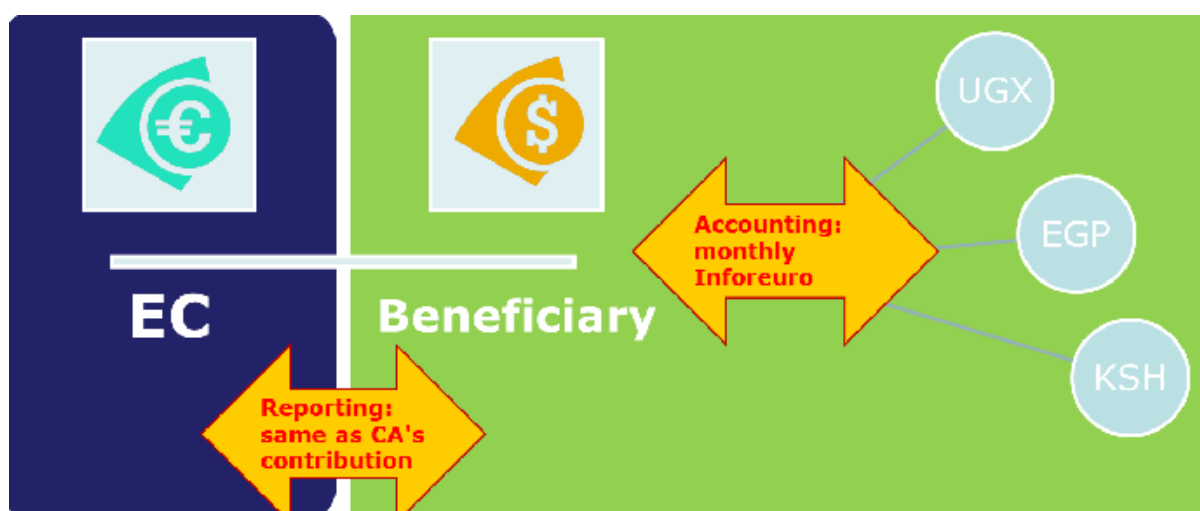 €
$
UGX
EGP
KSH
Accounting:
monthly
Inforeuro
EC
Beneficiary
Reporting:
same as CA's
contribution